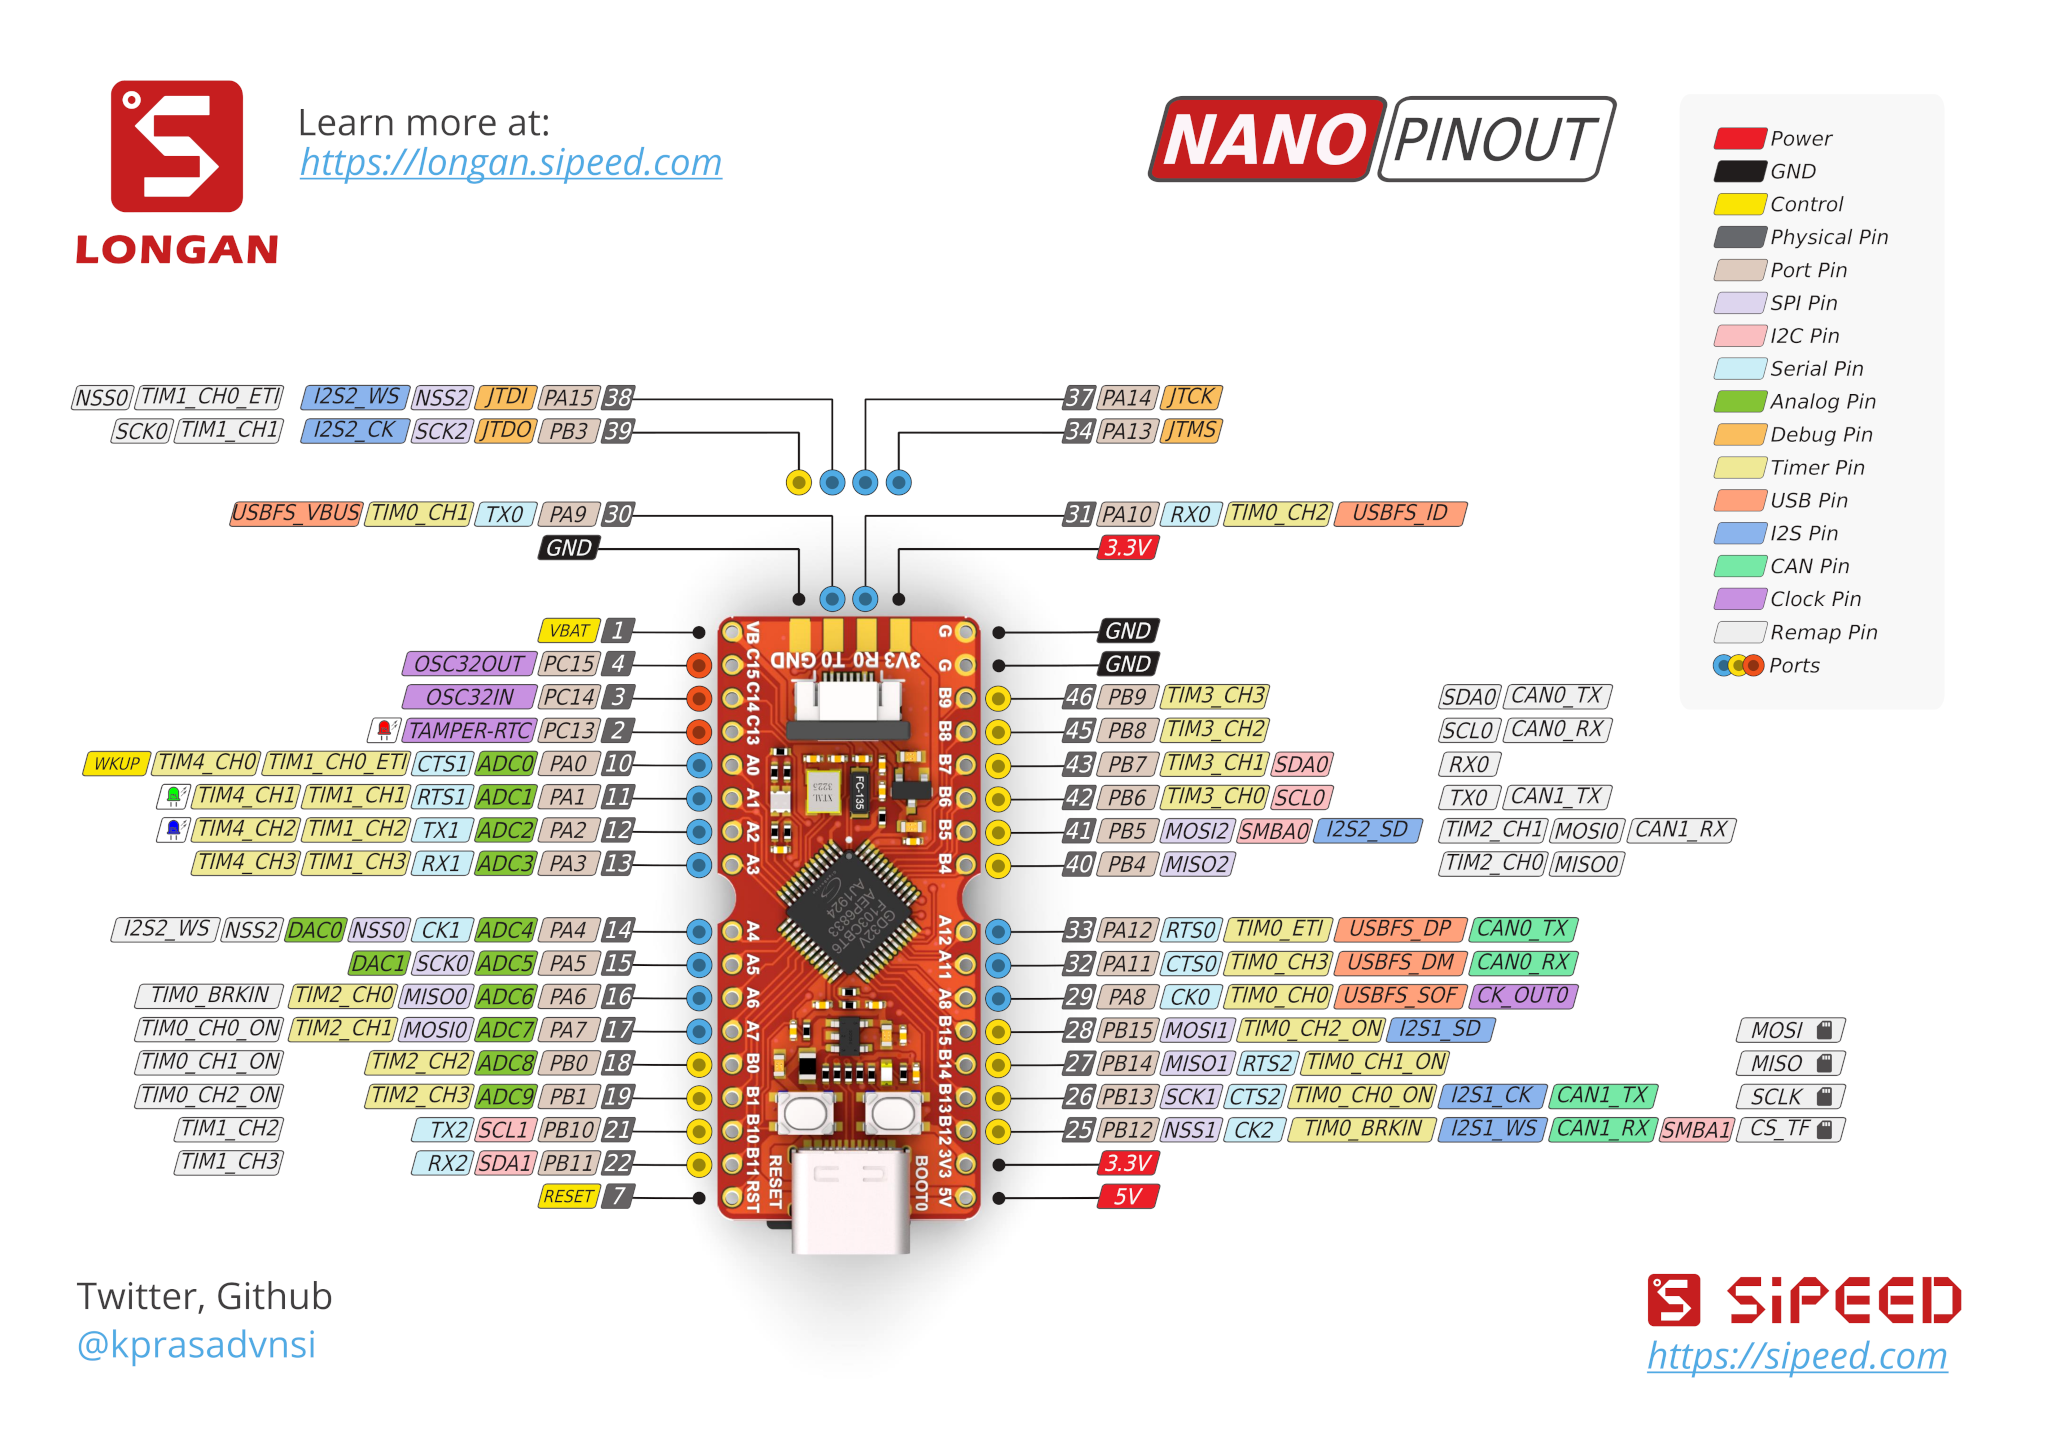 LONGAN
Learn more at:
https://longan.sipeed.com
NANO PINOUT
Power
GND
Control
Physical Pin
Port Pin
SPI Pin
I2C Pin
Serial Pin
Analog Pin
Debug Pin
Timer Pin
USB Pin
I2S Pin
CAN Pin
Clock Pin
Remap Pin
Ports
NSS0 TIM1_CH0_ETI I2S2_WS NSS2 JTDI PA15 38
SCK0 TIM1_CH1 I2S2_CK SCK2 JTDO PB3 39
37 PA14 JTCK
34 PA13 JTMS
USBFS_VBUS TIM0_CH1 TX0 PA9 30
GND
31 PA10 RX0 TIM0_CH2 USBFS_ID
3.3V
VBAT 1
OSC32OUT PC15 4
OSC32IN PC14 3
TAMPER-RTC PC13 2
WKUP TIM4_CH0 TIM1_CH0_ETI CTS1 ADC0 PA0 10
TIM4_CH1 TIM1_CH1 RTS1 ADC1 PA1 11
TIM4_CH2 TIM1_CH2 TX1 ADC2 PA2 12
TIM4_CH3 TIM1_CH3 RX1 ADC3 PA3 13
I2S2_WS NSS2 DAC0 NSS0 CK1 ADC4 PA4 14
DAC1 SCK0 ADC5 PA5 15
TIM0_BRKIN TIM2_CH0 MISO0 ADC6 PA6 16
TIM0_CH0_ON TIM2_CH1 MOSI0 ADC7 PA7 17
TIM0_CH1_ON TIM2_CH2 ADC8 PB0 18
TIM0_CH2_ON TIM2_CH3 ADC9 PB1 19
TIM1_CH2 TX2 SCL1 PB10 21
TIM1_CH3 RX2 SDA1 PB11 22
RESET 7
VB
C15
C14
C13
A0
A1
A2
A3
A4
A5
A6
A7
B0
B1
B10
B11
RST
GND T0 R0 3V3
XTAL
3225
FC-135
GD32V
F103CBT6
AEP6833
AJ1924
RESET
BOOT0
G
G
B9
B8
B7
B6
B5
B4
A12
A11
A8
B15
B14
B13
B12
3V3
5V
GND
GND
46 PB9 TIM3_CH3 SDA0 CAN0_TX
45 PB8 TIM3_CH2 SCL0 CAN0_RX
43 PB7 TIM3_CH1 SDA0 RX0
42 PB6 TIM3_CH0 SCL0 TX0 CAN1_TX
41 PB5 MOSI2 SMBA0 I2S2_SD TIM2_CH1 MOSI0 CAN1_RX
40 PB4 MISO2 TIM2_CH0 MISO0
33 PA12 RTS0 TIM0_ETI USBFS_DP CAN0_TX
32 PA11 CTS0 TIM0_CH3 USBFS_DM CAN0_RX
29 PA8 CK0 TIM0_CH0 USBFS_SOF CK_OUT0
28 PB15 MOSI1 TIM0_CH2_ON I2S1_SD MOSI
27 PB14 MISO1 RTS2 TIM0_CH1_ON MISO
26 PB13 SCK1 CTS2 TIM0_CH0_ON I2S1_CK CAN1_TX SCLK
25 PB12 NSS1 CK2 TIM0_BRKIN I2S1_WS CAN1_RX SMBA1 CS_TF
3.3V
5V
Twitter, Github
@kprasadvnsi
SiPEED
https://sipeed.com